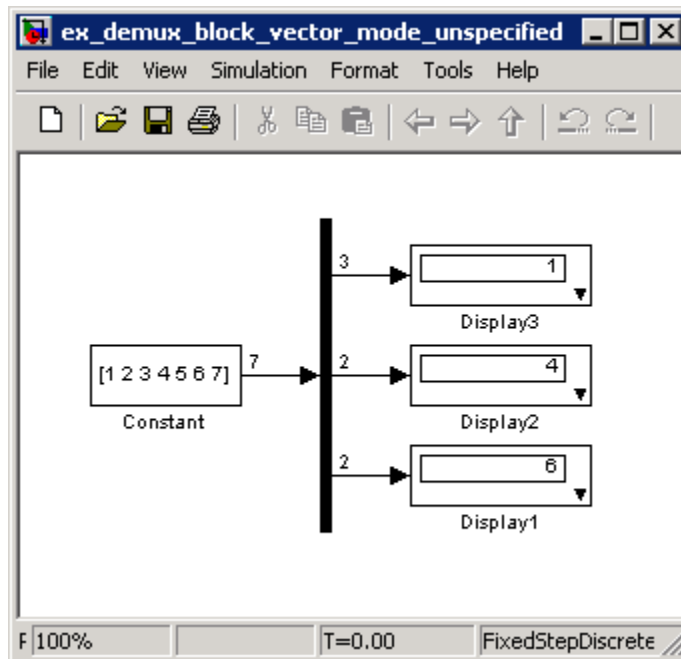 ex_demux_block_vector_mode_unspecified
File Edit View Simulation Format Tools Help
3
1
Display3
[1 2 3 4 5 6 7]
7
2
4
Constant
Display2
2
6
Display1
F 100% T=0.00 FixedStepDiscrete